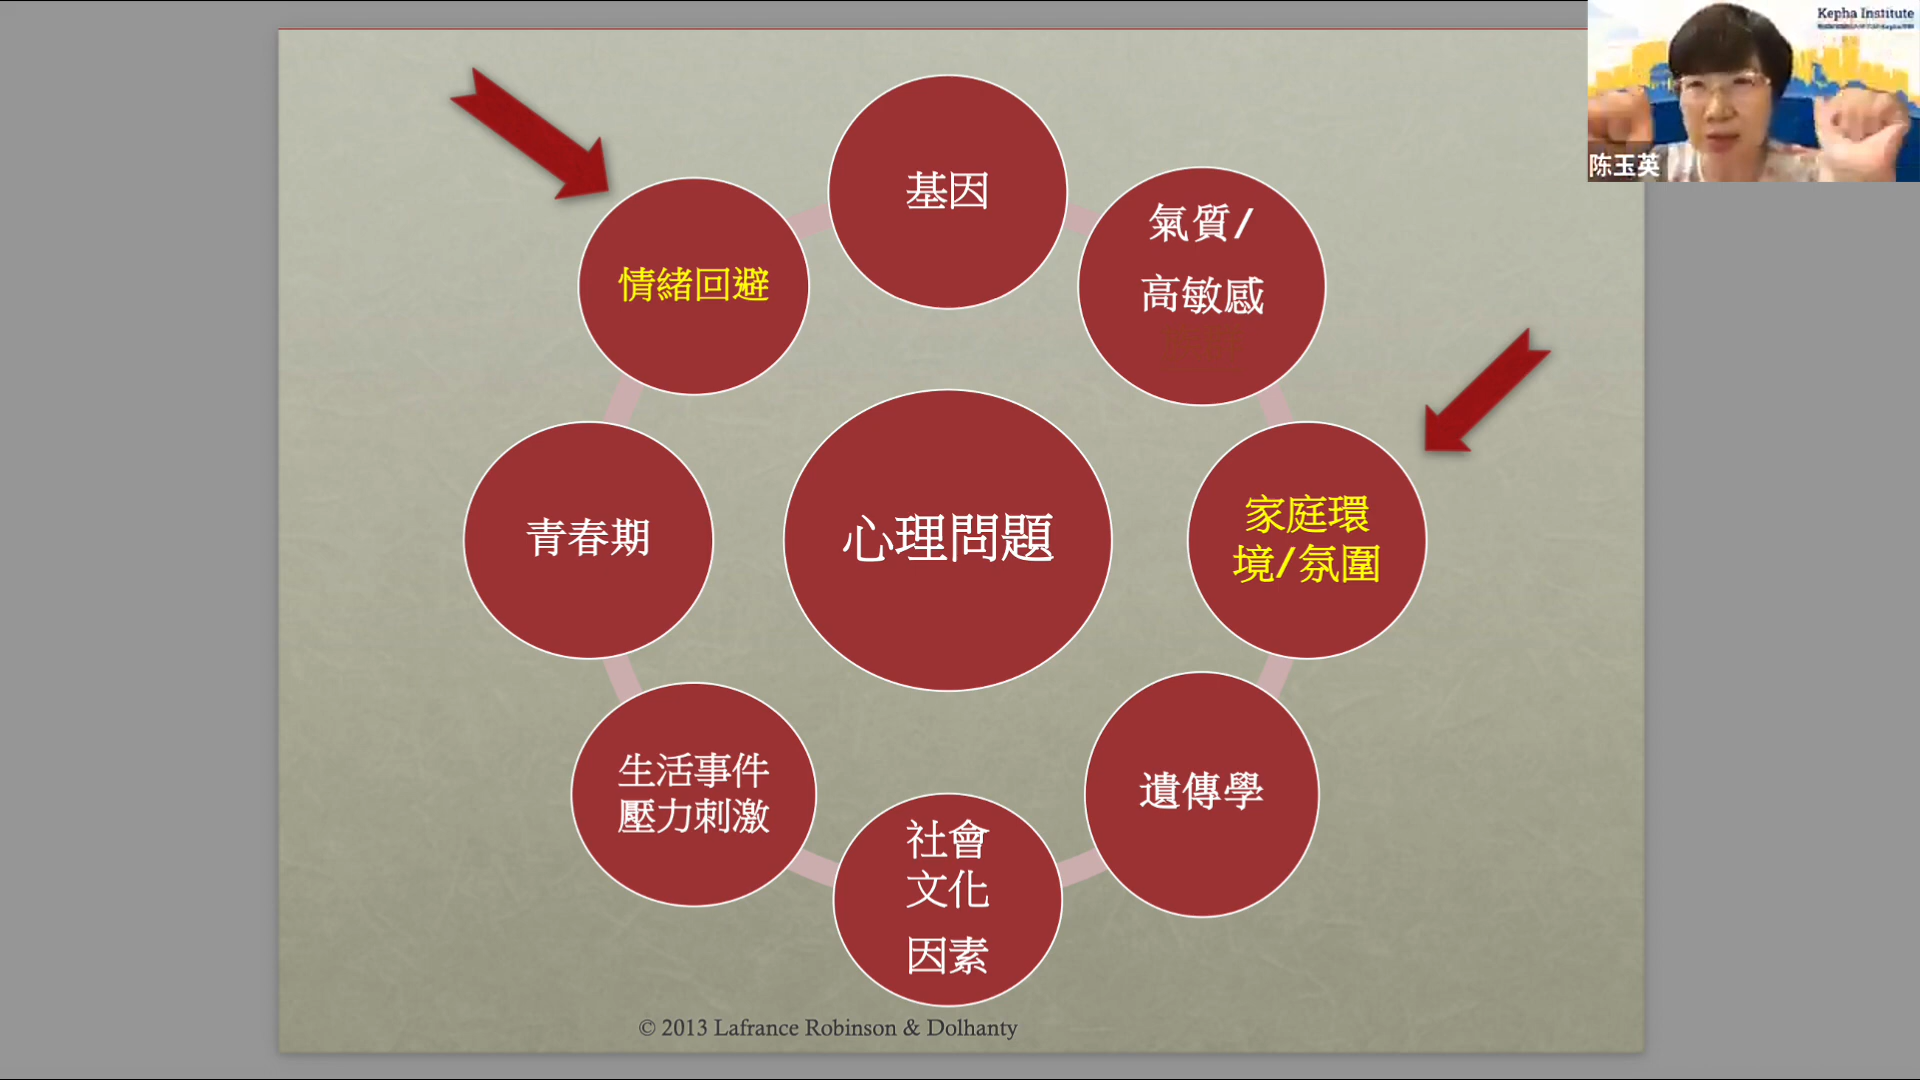 Kepha Institute
陈玉英
基因
氣質/
高敏感
情緒回避
家庭環
境/氛圍
青春期
心理問題
生活事件
壓力刺激
遺傳學
社會
文化
因素
© 2013 Lafrance Robinson & Dolhanty